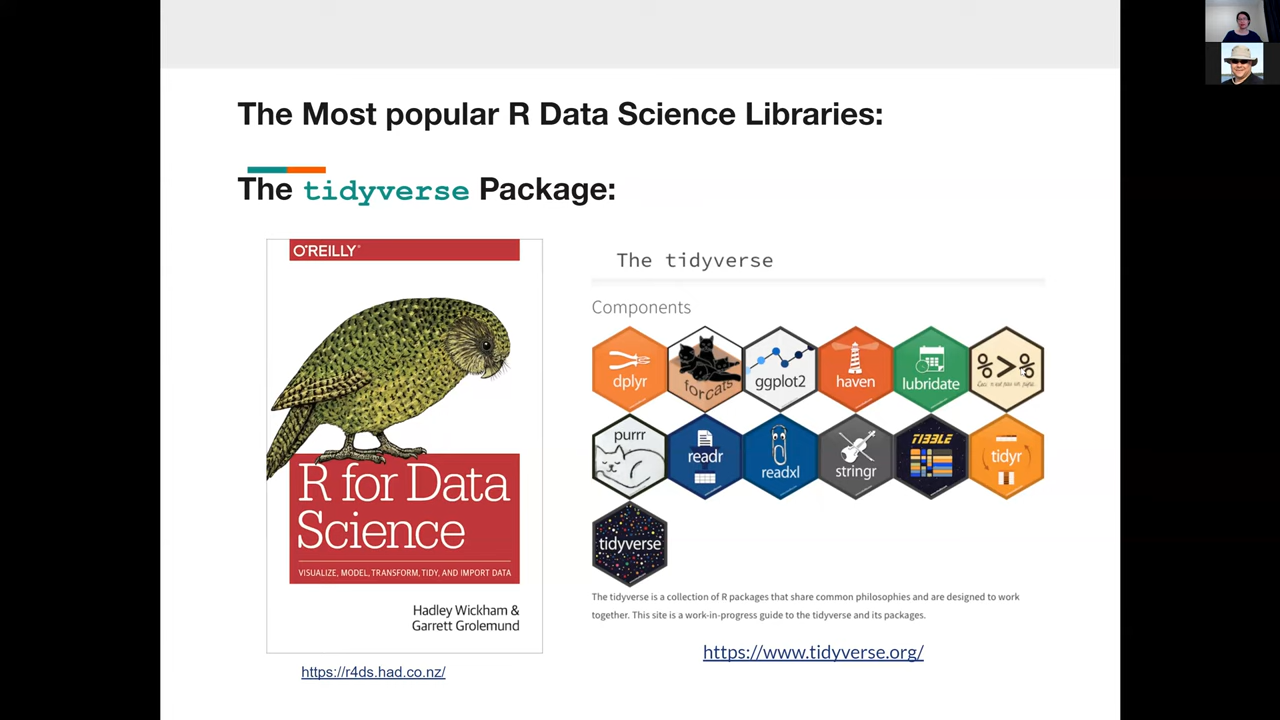 The Most popular R Data Science Libraries:
The tidyverse Package:
O'REILLY®
R for Data
Science
VISUALIZE, MODEL, TRANSFORM, TIDY, AND IMPORT DATA
Hadley Wickham &
Garrett Grolemund
https://r4ds.had.co.nz/
The tidyverse
Components
dplyr
forcats
ggplot2
haven
lubridate
%>%
purrr
readr
readxl
stringr
TIBBLE
tidyr
tidyverse
The tidyverse is a collection of R packages that share common philosophies and are designed to work
together. This site is a work-in-progress guide to the tidyverse and its packages.
https://www.tidyverse.org/